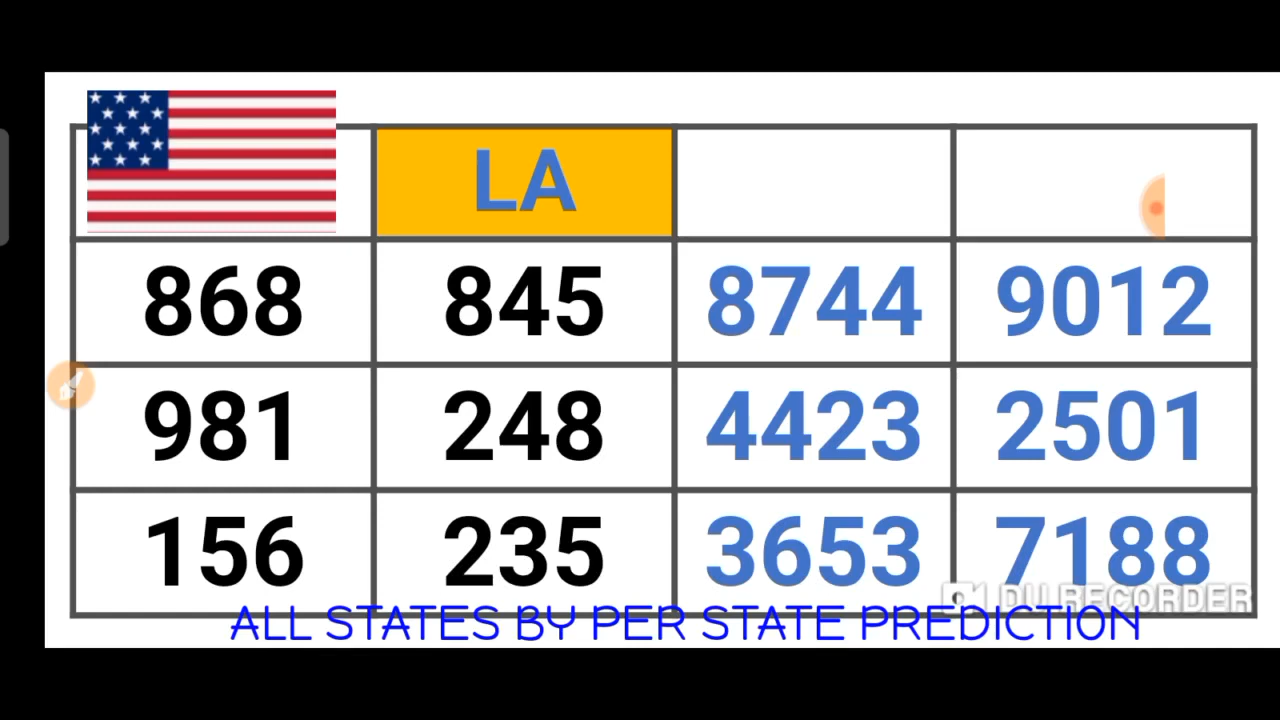 LA
868 845 8744 9012
981 248 4423 2501
156 235 3653 7188
DU RECORDER
ALL STATES BY PER STATE PREDICTION